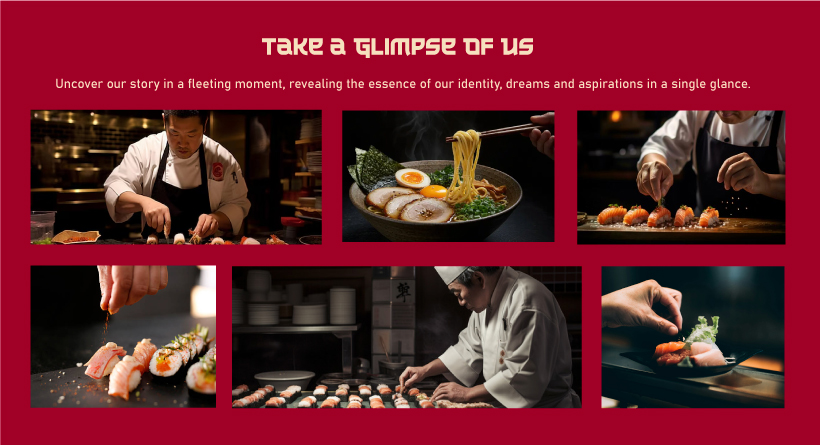 Take a Glimpse of Us
Uncover our story in a fleeting moment, revealing the essence of our identity, dreams and aspirations in a single glance.